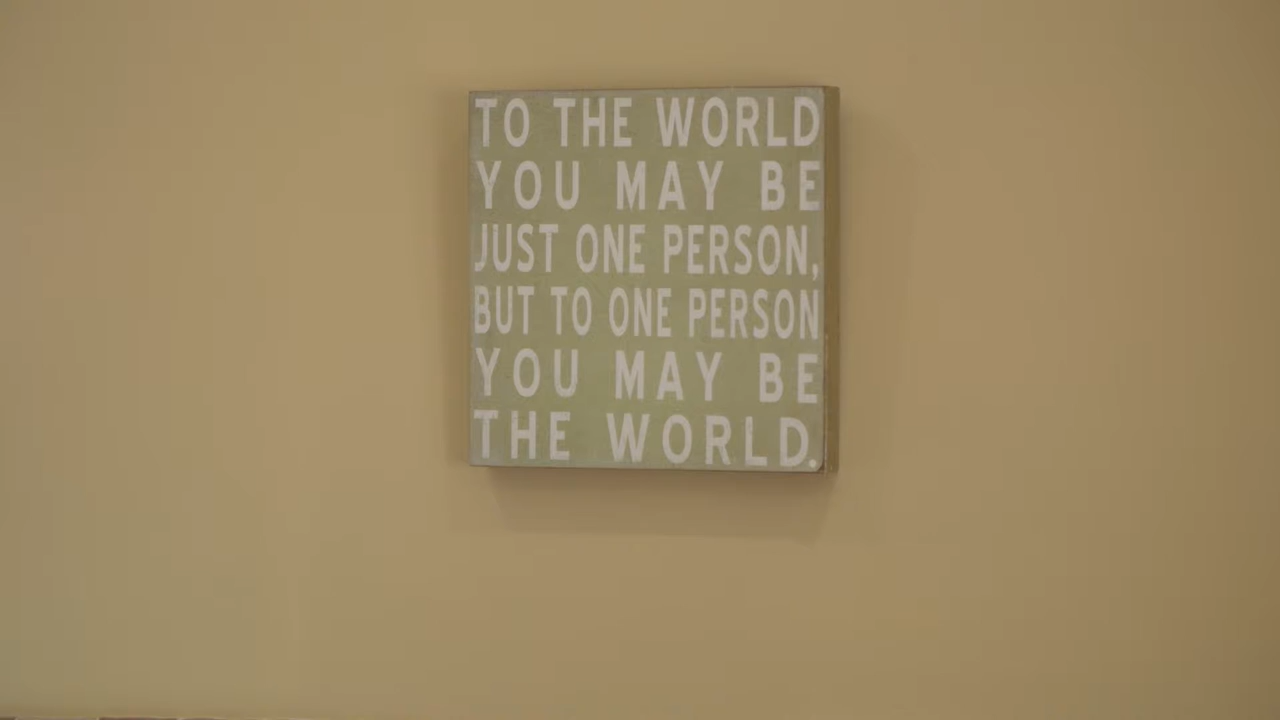 TO THE WORLD
YOU MAY BE
JUST ONE PERSON,
BUT TO ONE PERSON
YOU MAY BE
THE WORLD.